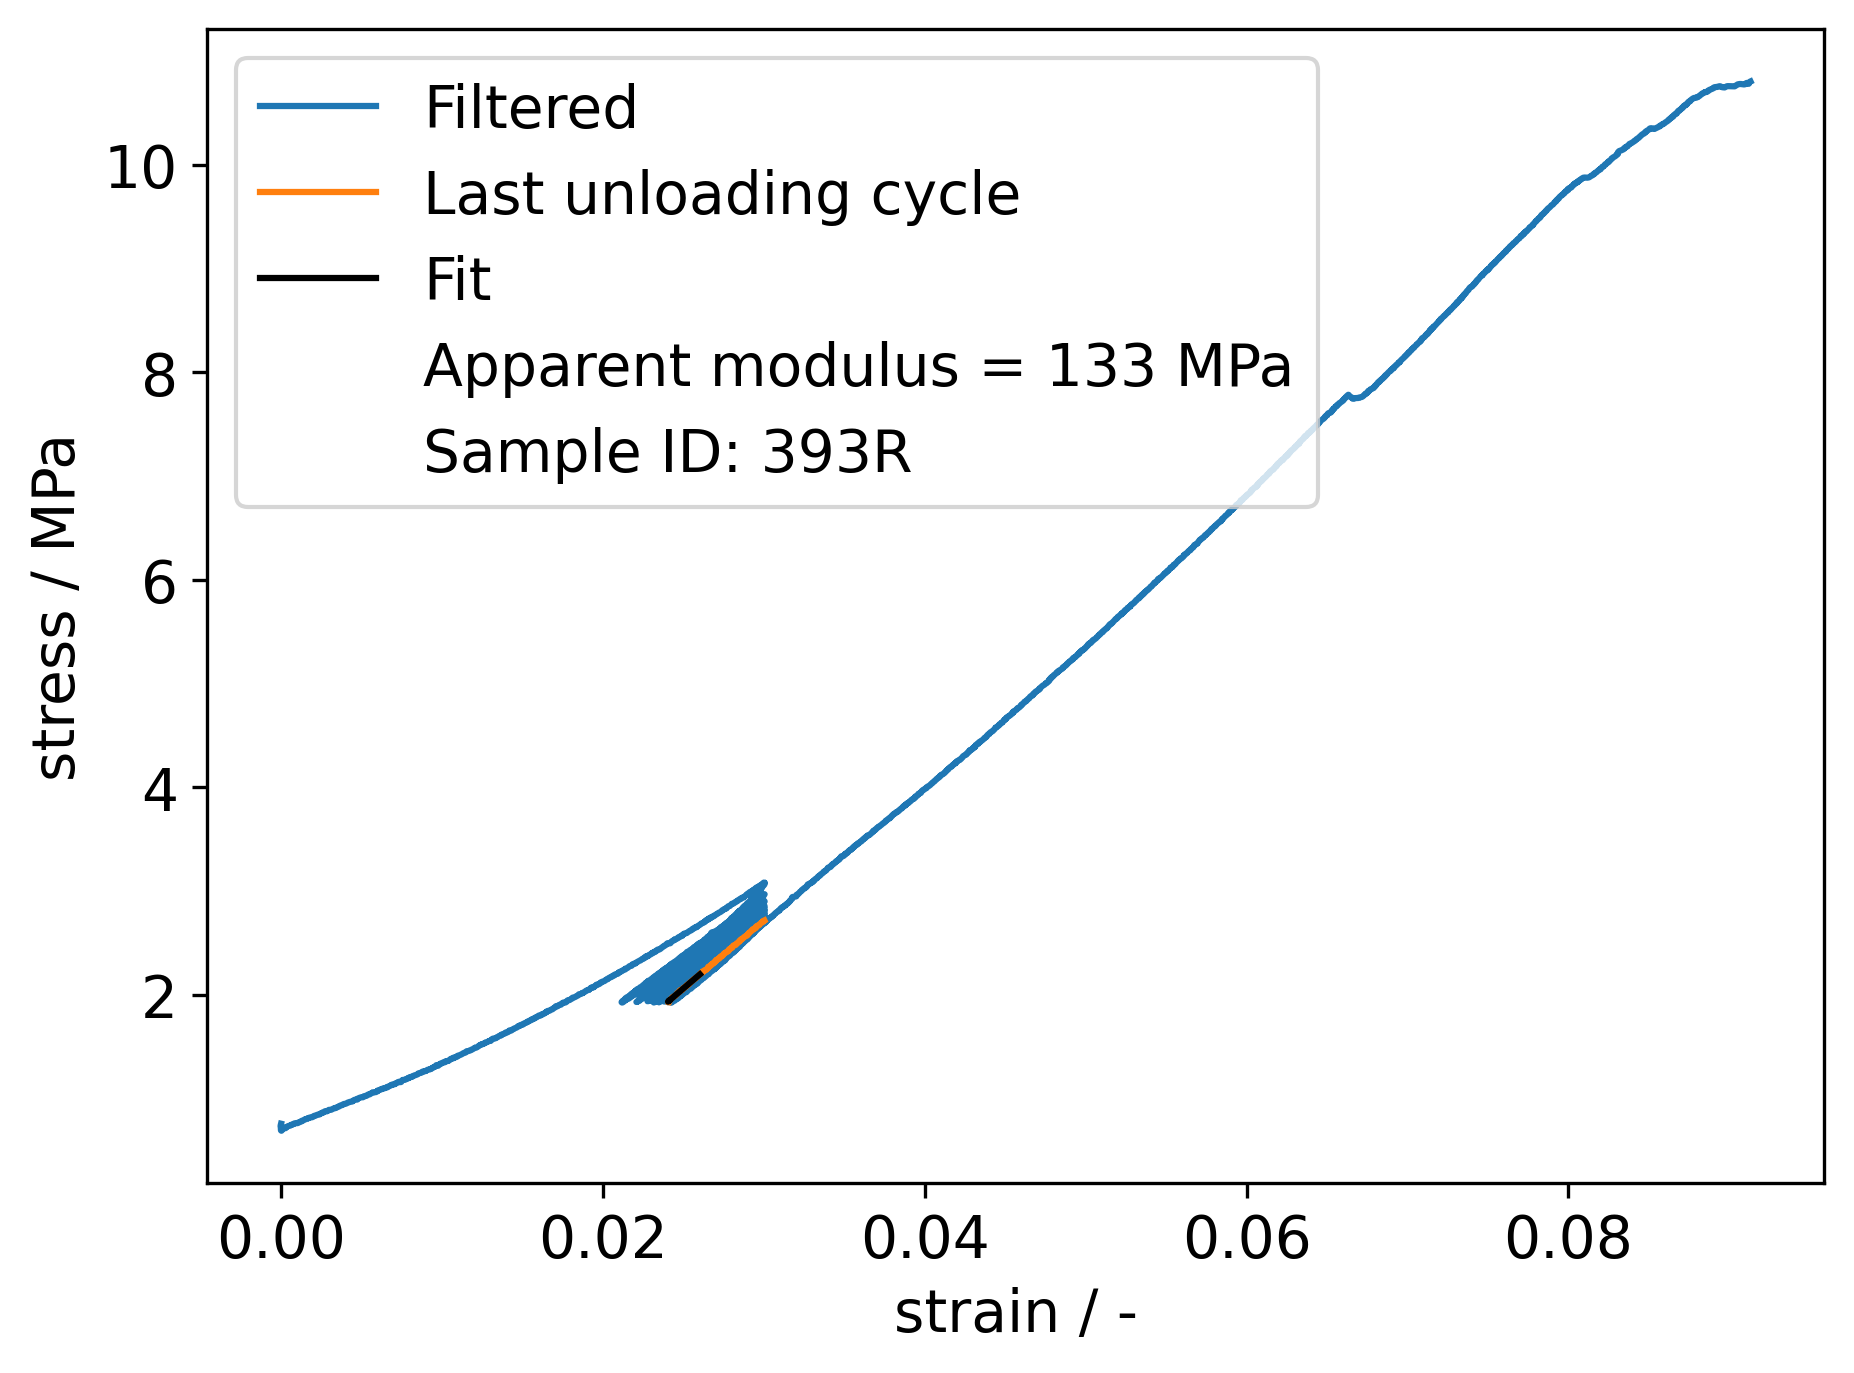 Filtered
Last unloading cycle
Fit
Apparent modulus = 133 MPa
Sample ID: 393R
stress / MPa
10
8
6
4
2
0.00 0.02 0.04 0.06 0.08
strain / -